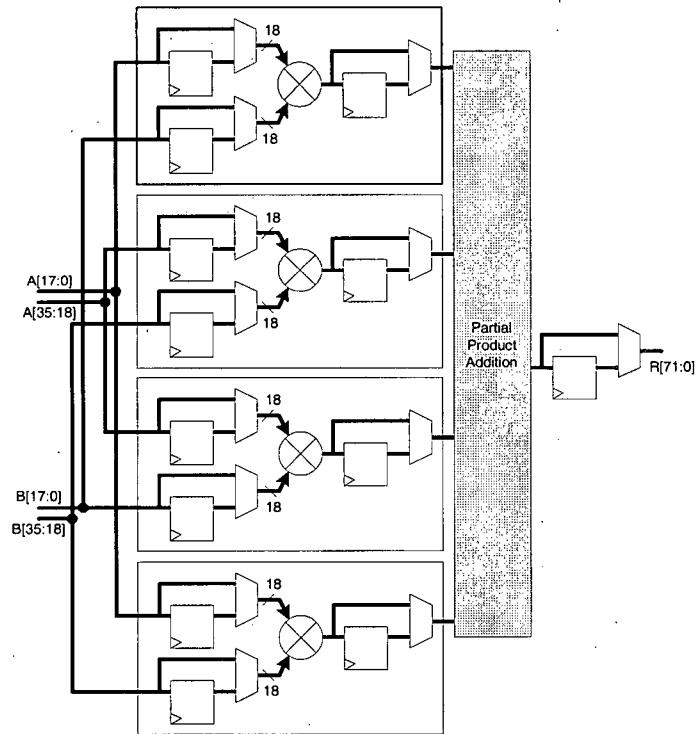 18
18
18
18
A[17:0]
A[35:18]
Partial
Product
Addition
R[71:0]
18
18
B[17:0]
B[35:18]
18
18